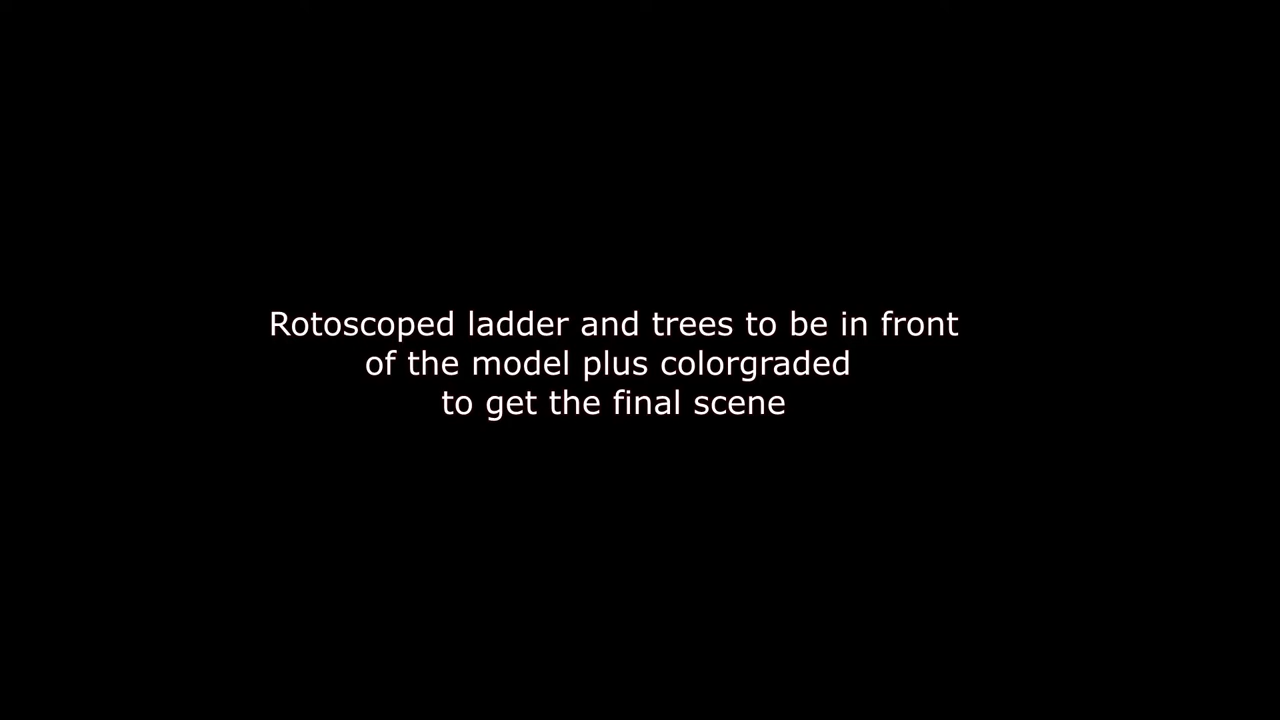 Rotoscoped ladder and trees to be in front
of the model plus colorgraded
to get the final scene